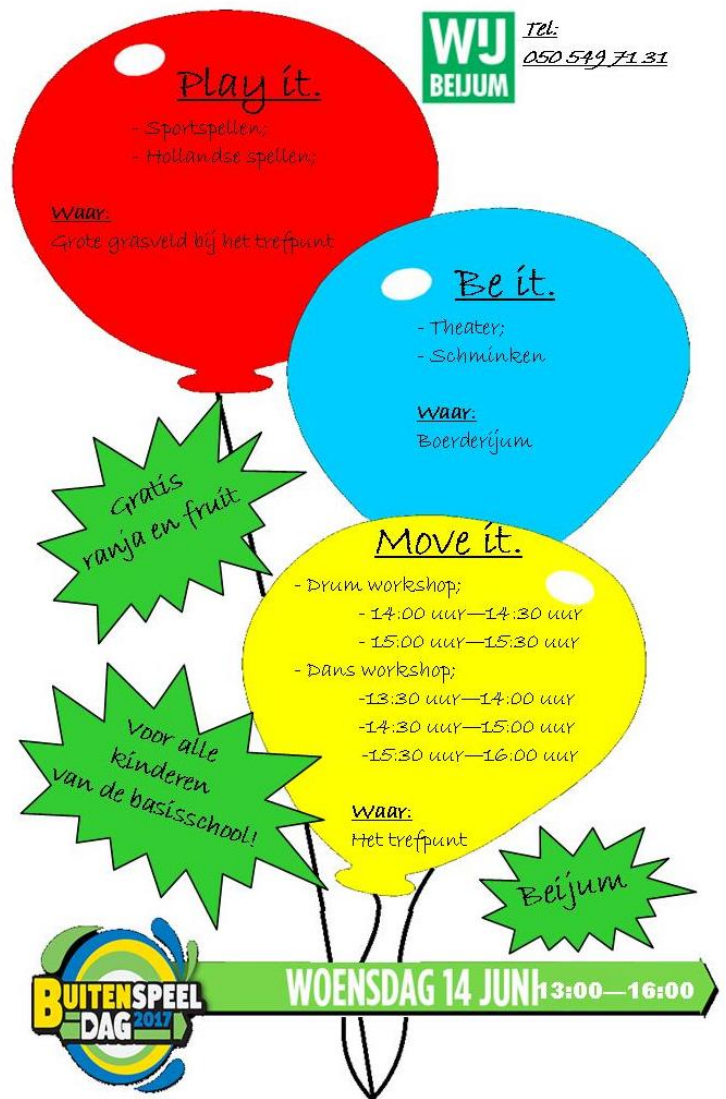 Play it.
- Sportspellen;
- Hollandse spellen;
Waar:
Grote grasveld bij het trefpunt
WIJ
BEIJUM
Tel:
050 549 71 31
Be it.
- Theater;
- Schminken
Waar:
Boerderijum
Gratis
ranja en fruit
Move it.
- Drum workshop;
- 14:00 uur—14:30 uur
- 15:00 uur—15:30 uur
- Dans workshop;
-13:30 uur—14:00 uur
-14:30 uur—15:00 uur
-15:30 uur—16:00 uur
Waar:
Het trefpunt
Voor alle
kinderen
van de basisschool!
Beijum
BUITENSPEEL
DAG 2017
WOENSDAG 14 JUNI 13:00—16:00